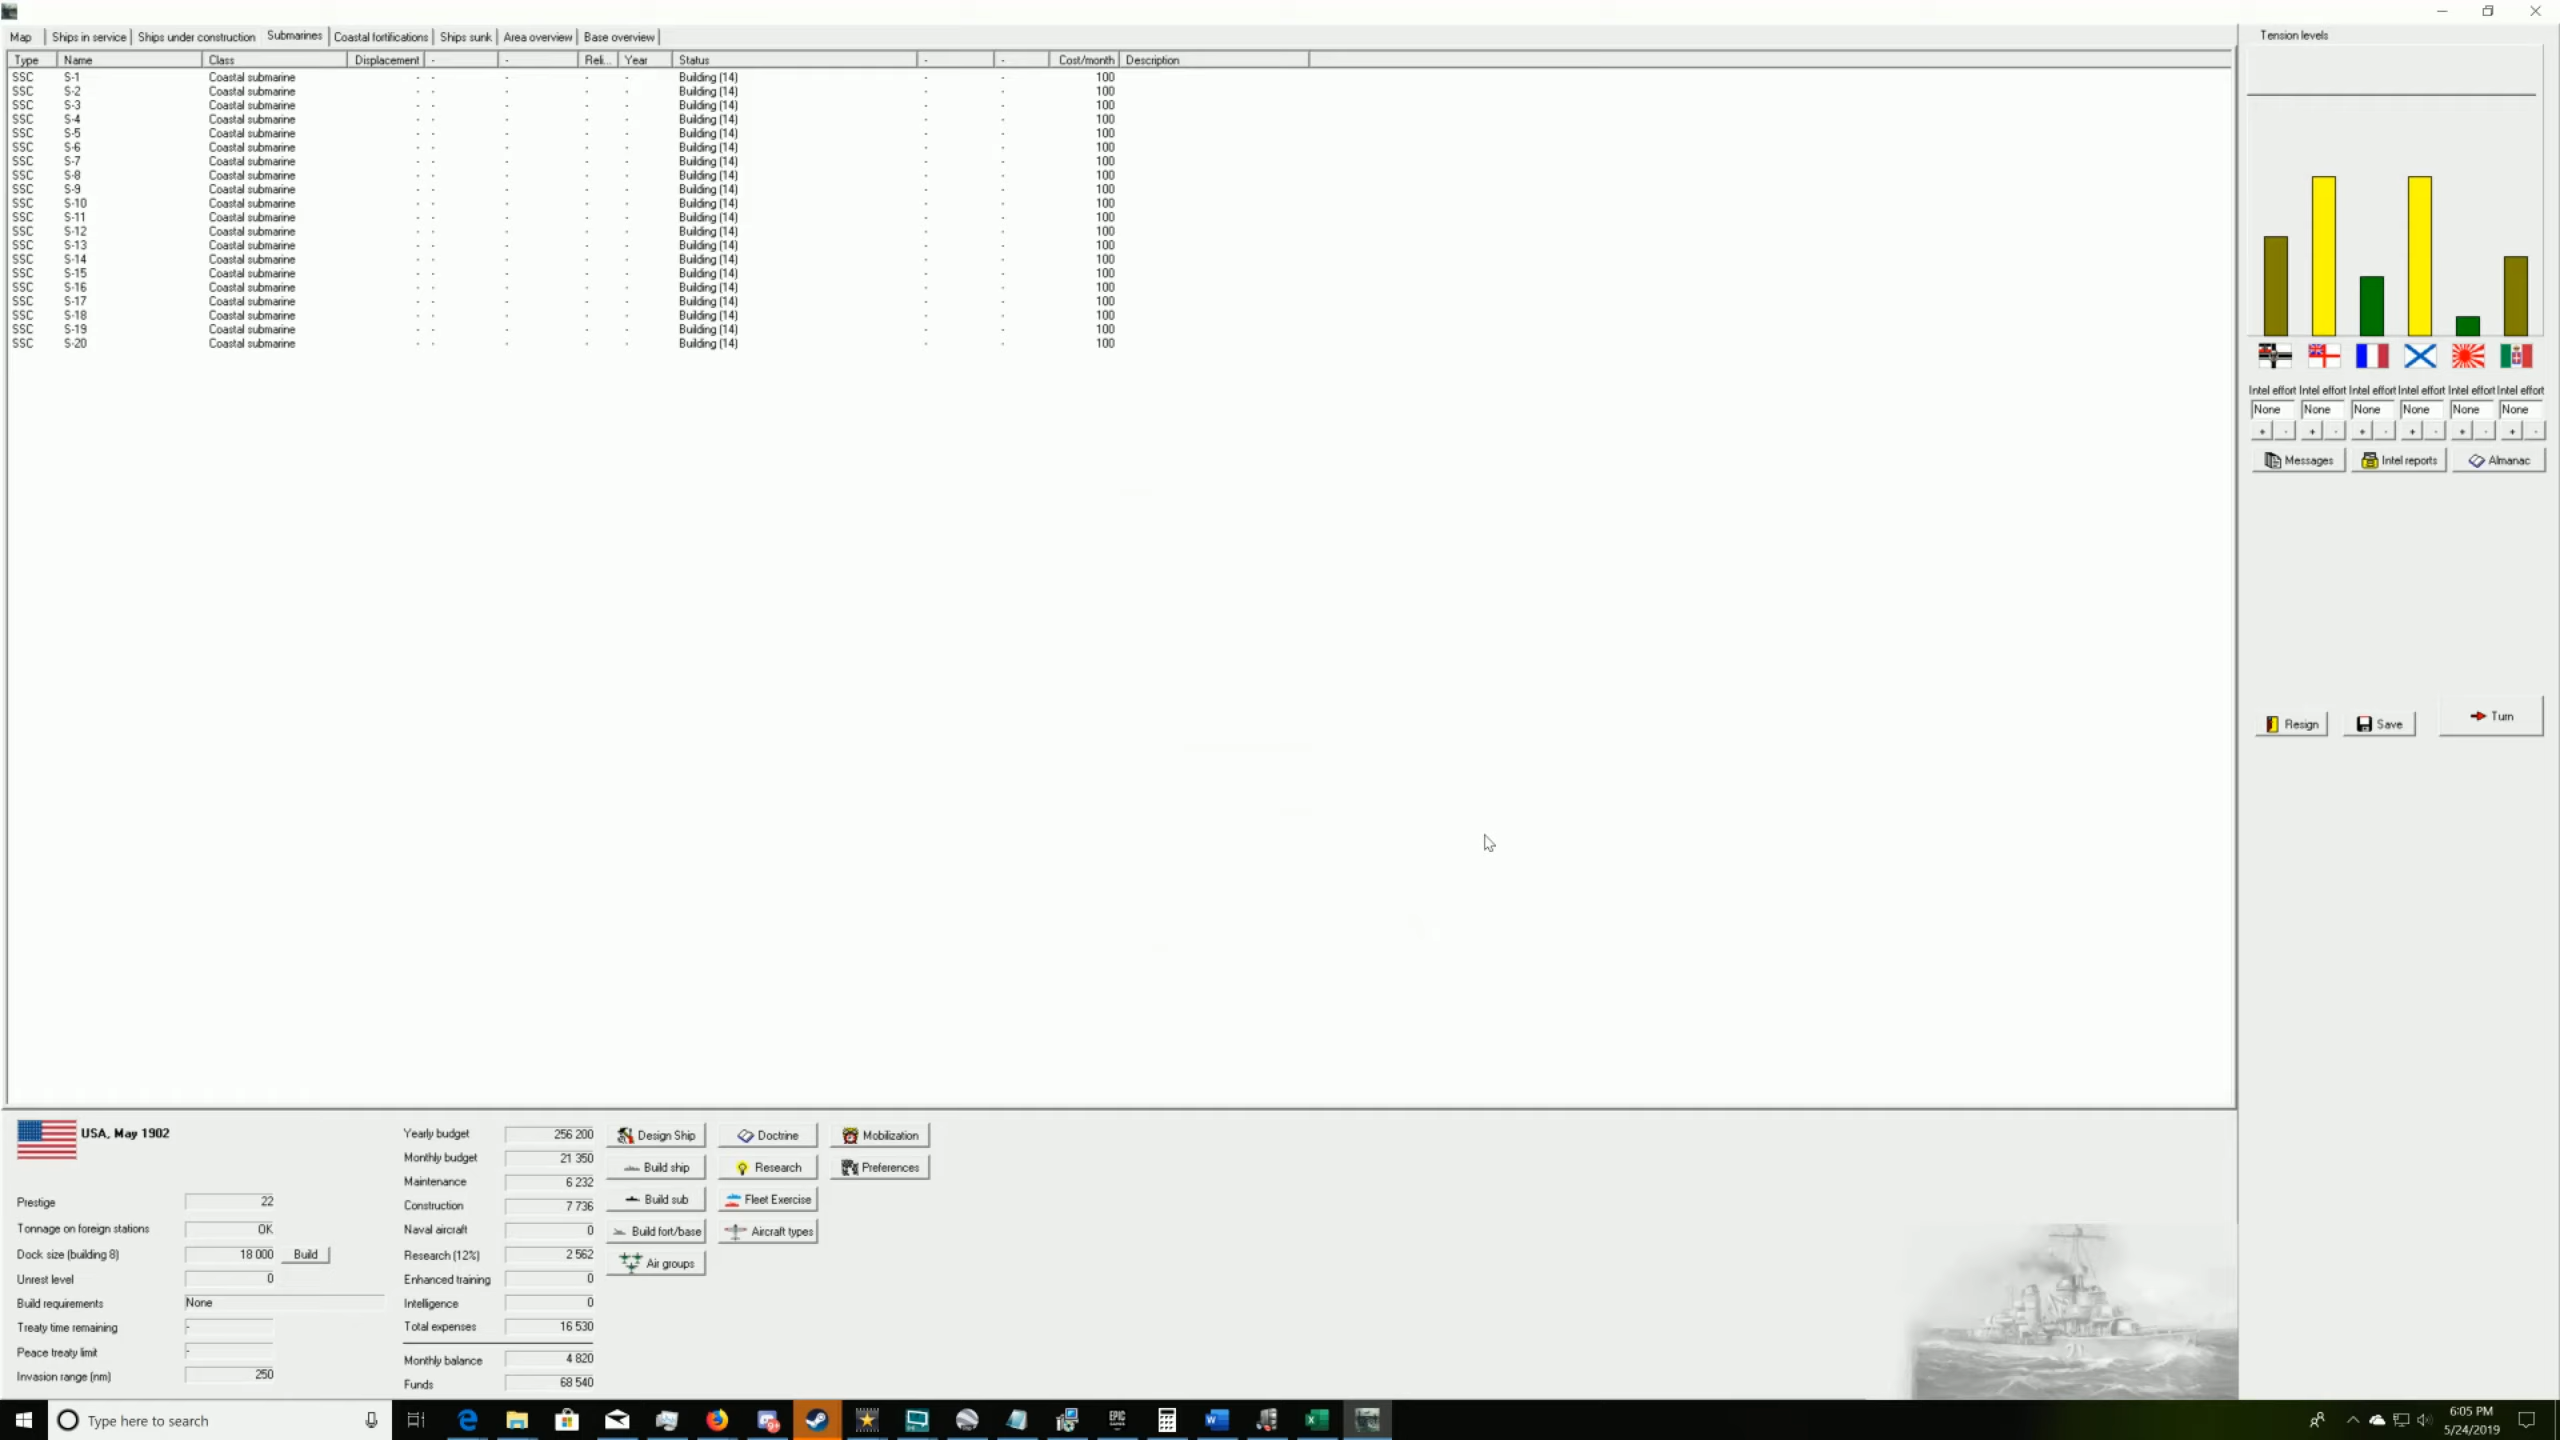 Map Ships in service Ships under construction Submarines Coastal fortifications Ships sunk Area overview Base overview
Type Name Class Displacement - - Reli... Year Status - - Cost/month Description
SSC S-1 Coastal submarine - - - - - Building (14) - - 100
SSC S-2 Coastal submarine - - - - - Building (14) - - 100
SSC S-3 Coastal submarine - - - - - Building (14) - - 100
SSC S-4 Coastal submarine - - - - - Building (14) - - 100
SSC S-5 Coastal submarine - - - - - Building (14) - - 100
SSC S-6 Coastal submarine - - - - - Building (14) - - 100
SSC S-7 Coastal submarine - - - - - Building (14) - - 100
SSC S-8 Coastal submarine - - - - - Building (14) - - 100
SSC S-9 Coastal submarine - - - - - Building (14) - - 100
SSC S-10 Coastal submarine - - - - - Building (14) - - 100
SSC S-11 Coastal submarine - - - - - Building (14) - - 100
SSC S-12 Coastal submarine - - - - - Building (14) - - 100
SSC S-13 Coastal submarine - - - - - Building (14) - - 100
SSC S-14 Coastal submarine - - - - - Building (14) - - 100
SSC S-15 Coastal submarine - - - - - Building (14) - - 100
SSC S-16 Coastal submarine - - - - - Building (14) - - 100
SSC S-17 Coastal submarine - - - - - Building (14) - - 100
SSC S-18 Coastal submarine - - - - - Building (14) - - 100
SSC S-19 Coastal submarine - - - - - Building (14) - - 100
SSC S-20 Coastal submarine - - - - - Building (14) - - 100
Tension levels
Intel effort Intel effort Intel effort Intel effort Intel effort Intel effort
None None None None None None
+ - + - + - + - + - + -
Messages Intel reports Almanac
Resign Save Turn
USA, May 1902
Prestige 22
Tonnage on foreign stations OK
Dock size (building 8) 18 000 Build
Unrest level 0
Build requirements None
Treaty time remaining -
Peace treaty limit -
Invasion range (nm) 250
Yearly budget 256 200
Monthly budget 21 350
Maintenance 6 232
Construction 7 736
Naval aircraft 0
Research (12%) 2 562
Enhanced training 0
Intelligence 0
Total expenses 16 530
Monthly balance 4 820
Funds 68 540
Design Ship Doctrine Mobilization
Build ship Research Preferences
Build sub Fleet Exercise
Build fort/base Aircraft types
Air groups
Type here to search
EPIC
6:05 PM
5/24/2019